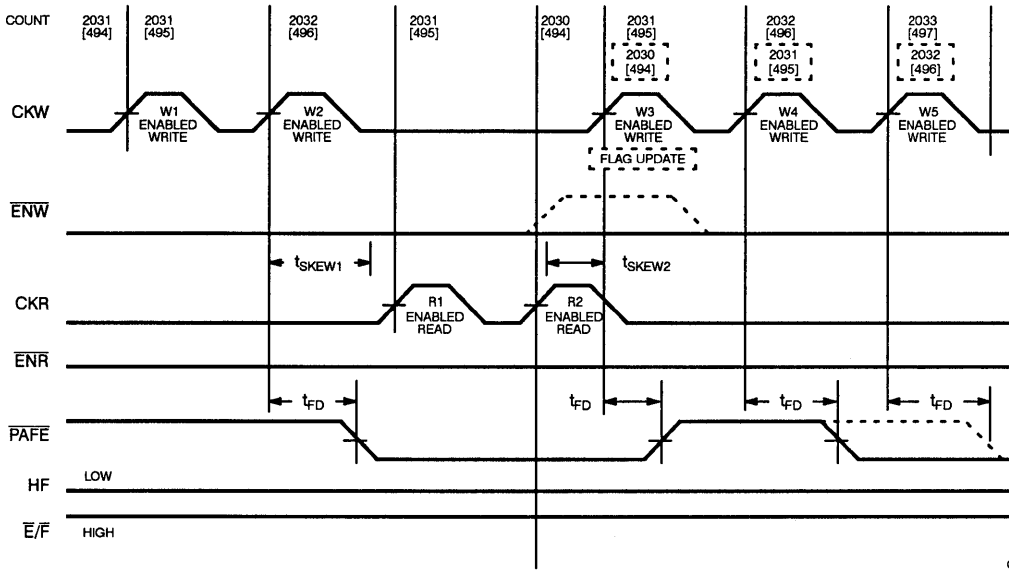 COUNT 2031 2031 2032 2031 2030 2031 2032 2033
[494] [495] [496] [495] [494] [495] [496] [497]
2030 2031 2032
[494] [495] [496]
CKW W1 W2 W3 W4 W5
ENABLED ENABLED ENABLED ENABLED ENABLED
WRITE WRITE WRITE WRITE WRITE
FLAG UPDATE
ENW
tSKEW1 tSKEW2
CKR R1 R2
ENABLED ENABLED
READ READ
ENR
tFD tFD tFD tFD
PAFE
LOW
HF
E/F HIGH